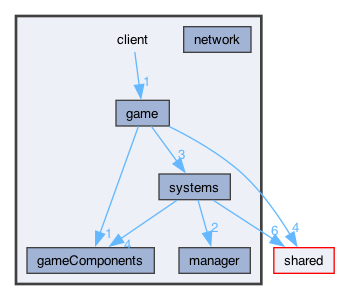 client
network
1
game
3
systems
1
4
2
6
4
gameComponents
manager
shared